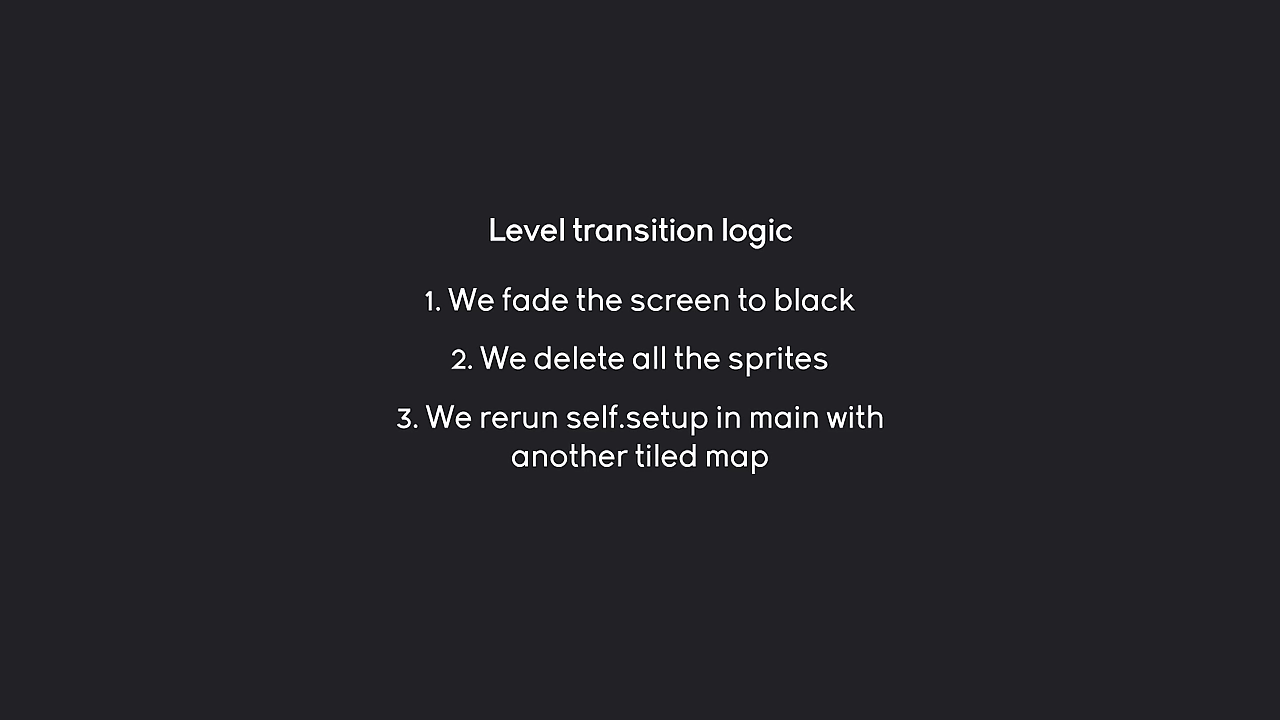 Level transition logic
1. We fade the screen to black
2. We delete all the sprites
3. We rerun self.setup in main with
another tiled map